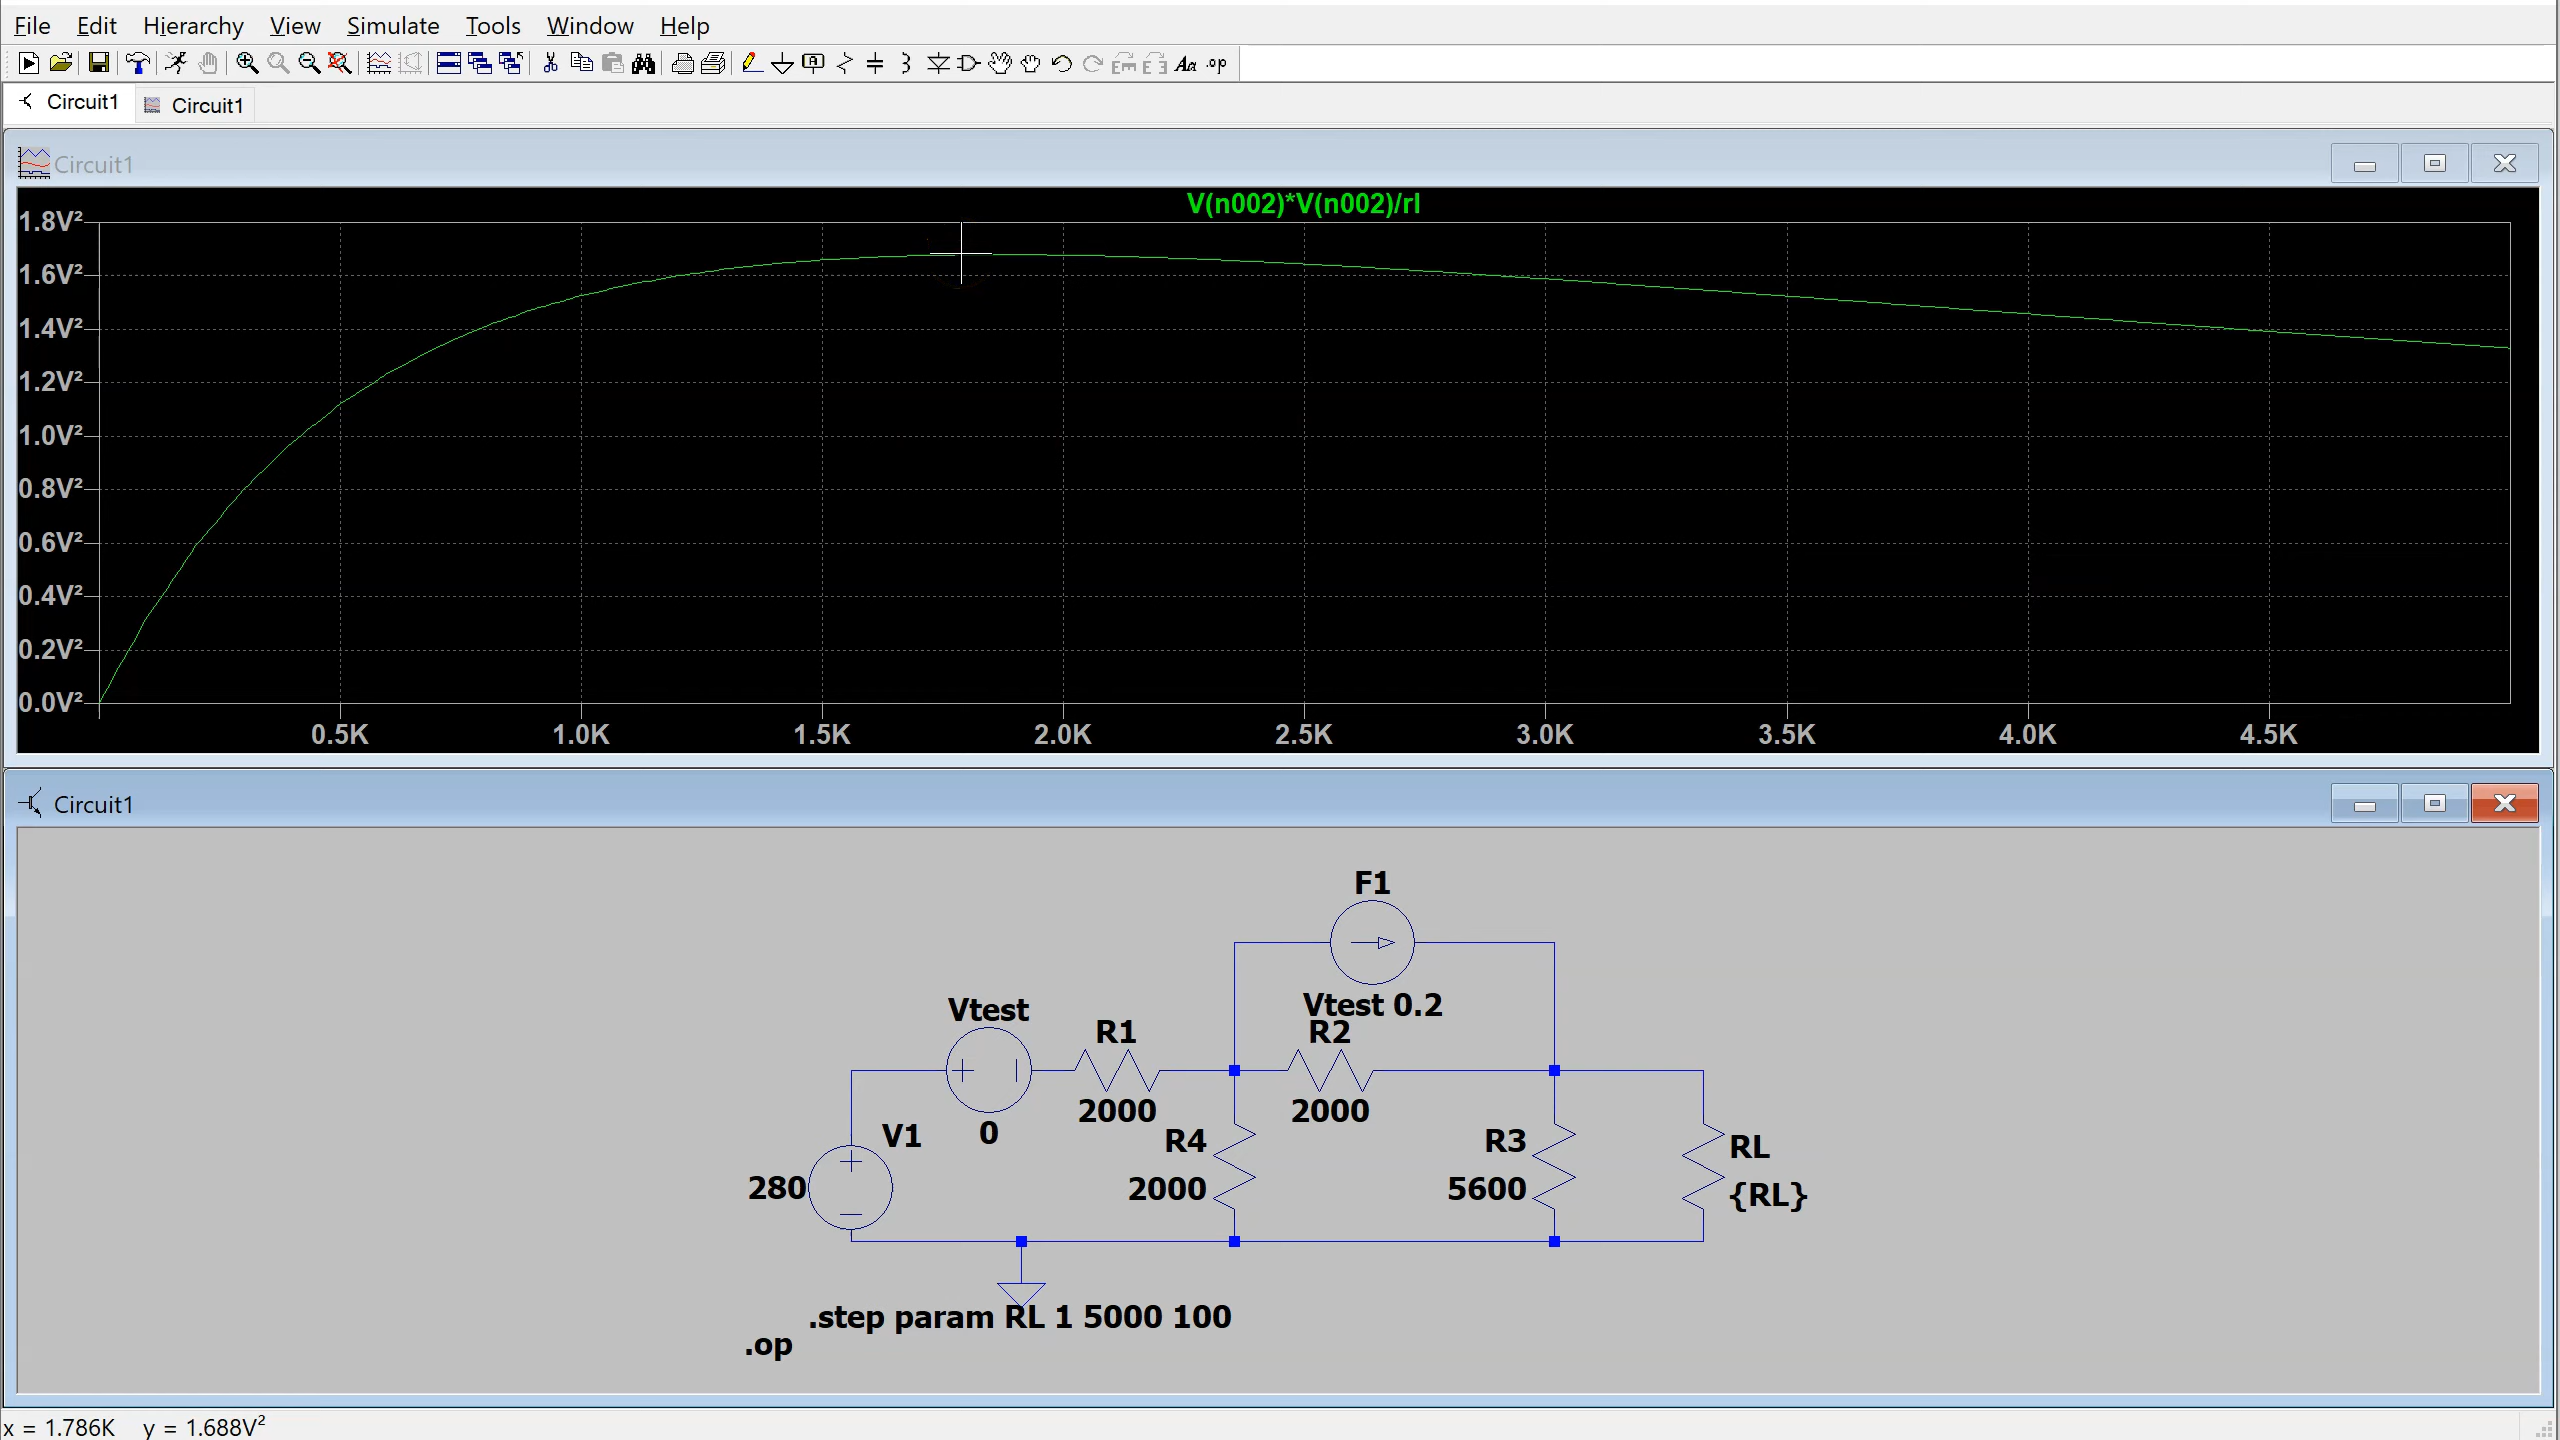 File Edit Hierarchy View Simulate Tools Window Help
Aa .op
Circuit1 Circuit1
Circuit1
V(n002)*V(n002)/rl
1.8V²
1.6V²
1.4V²
1.2V²
1.0V²
0.8V²
0.6V²
0.4V²
0.2V²
0.0V²
0.5K 1.0K 1.5K 2.0K 2.5K 3.0K 3.5K 4.0K 4.5K
Circuit1
F1
Vtest 0.2
Vtest
0
R1
2000
R2
2000
V1
280
R4
2000
R3
5600
RL
{RL}
.step param RL 1 5000 100
.op
x = 1.786K y = 1.688V²